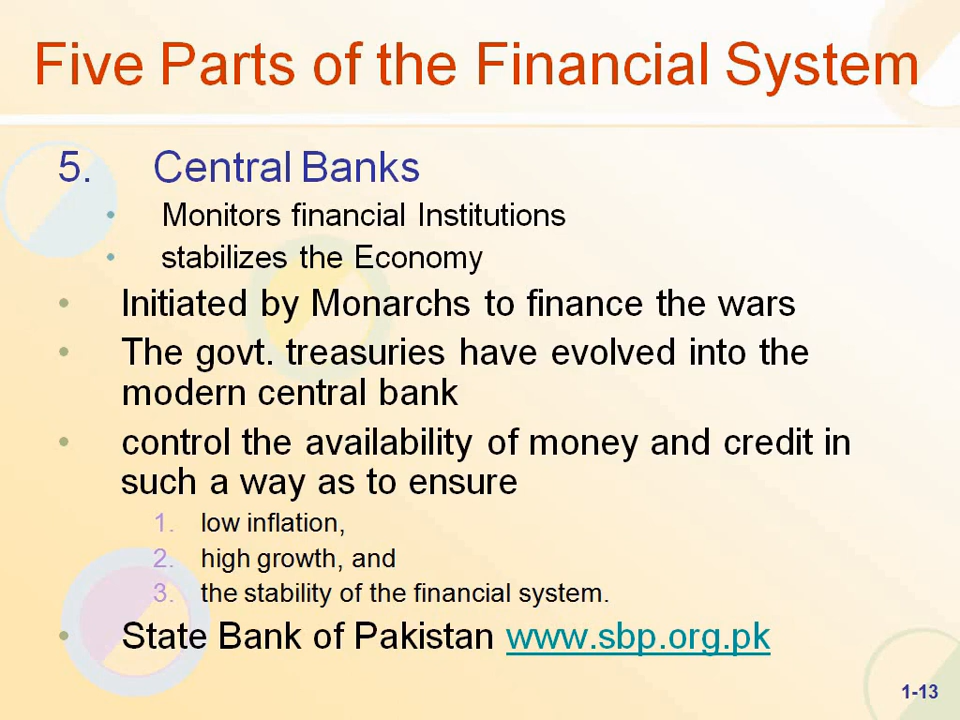 Five Parts of the Financial System
5. Central Banks
• Monitors financial Institutions
• stabilizes the Economy
• Initiated by Monarchs to finance the wars
• The govt. treasuries have evolved into the
modern central bank
• control the availability of money and credit in
such a way as to ensure
1. low inflation,
2. high growth, and
3. the stability of the financial system.
• State Bank of Pakistan www.sbp.org.pk
1-13